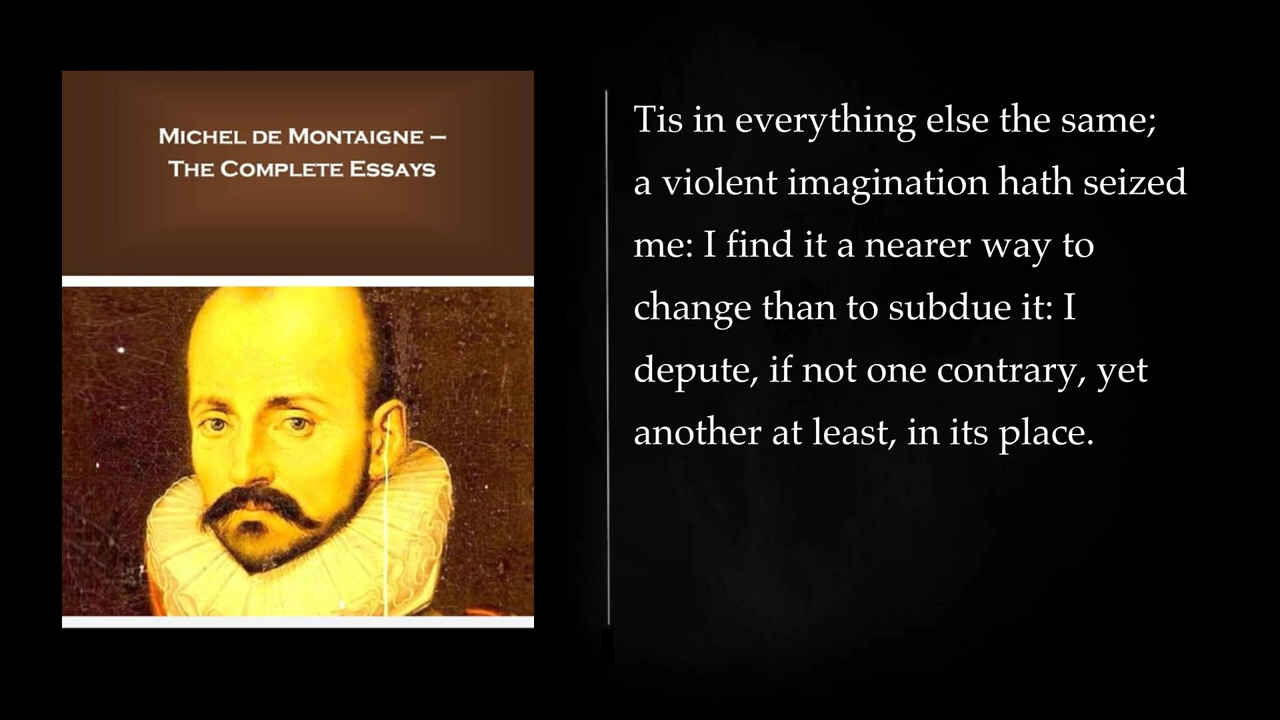 MICHEL DE MONTAIGNE –
THE COMPLETE ESSAYS
Tis in everything else the same;
a violent imagination hath seized
me: I find it a nearer way to
change than to subdue it: I
depute, if not one contrary, yet
another at least, in its place.